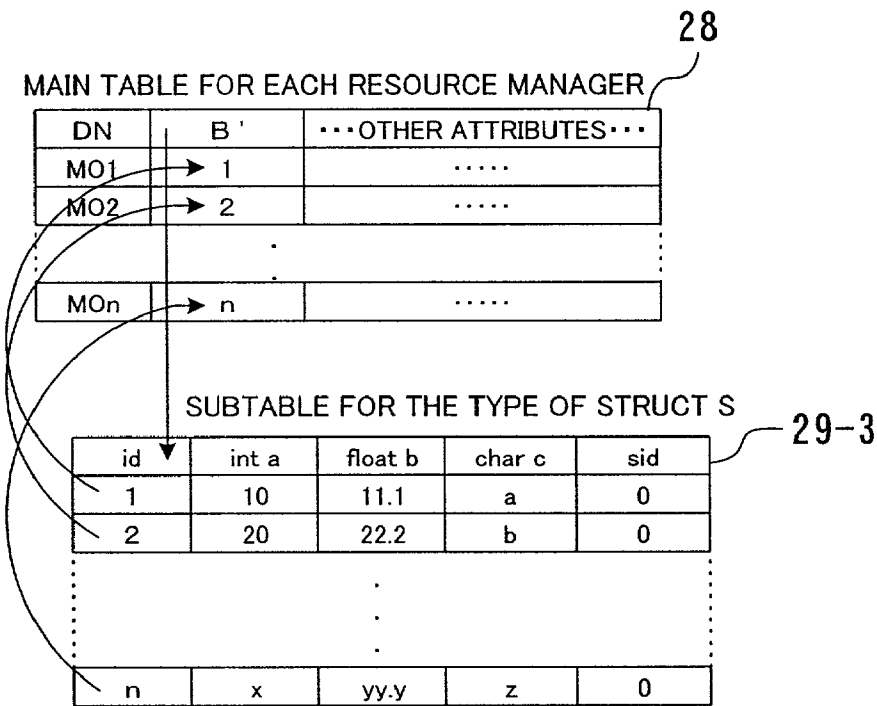 28
MAIN TABLE FOR EACH RESOURCE MANAGER
DN B' ···OTHER ATTRIBUTES···
MO1 1 ·····
MO2 2 ·····
MOn n ·····
SUBTABLE FOR THE TYPE OF STRUCT S
29-3
id int a float b char c sid
1 10 11.1 a 0
2 20 22.2 b 0
n x yy.y z 0